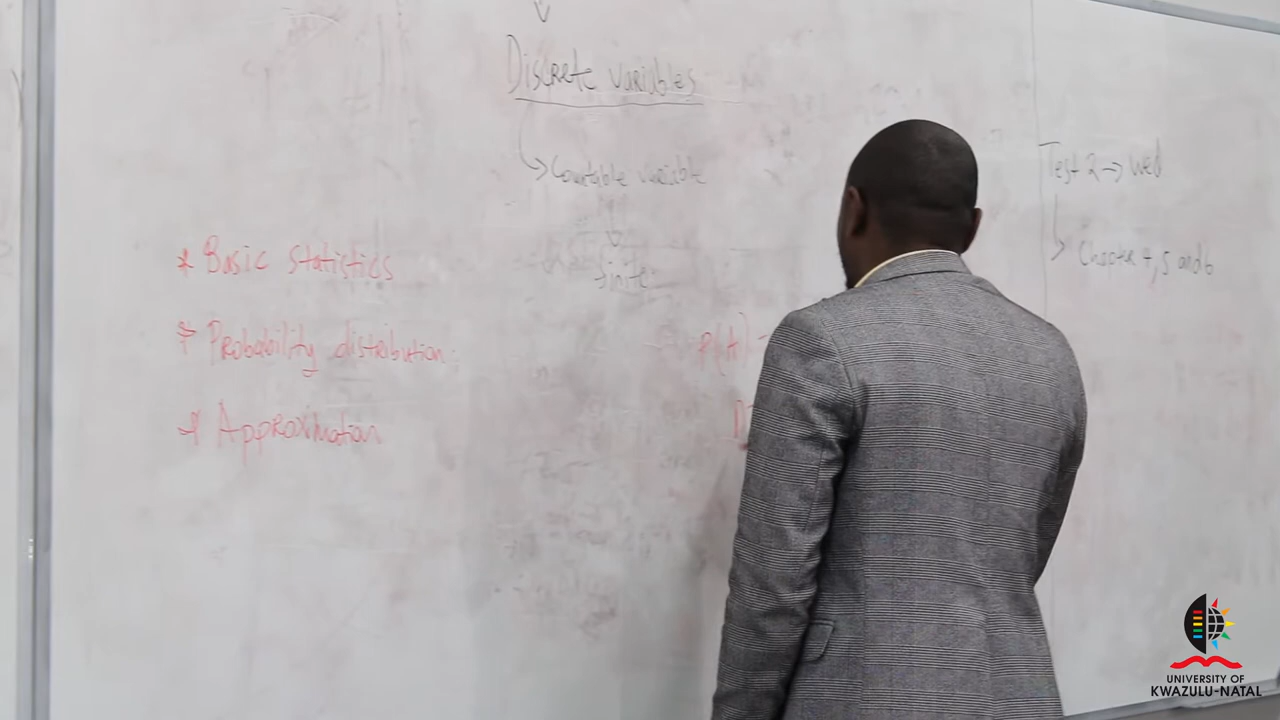 Discrete variables
Countable variable
finite
* Basic statistics
* Probability distribution
* Approximation
P(A) =
Test 2 → Wed
Chapter 4, 5 and 6
UNIVERSITY OF
KWAZULU-NATAL